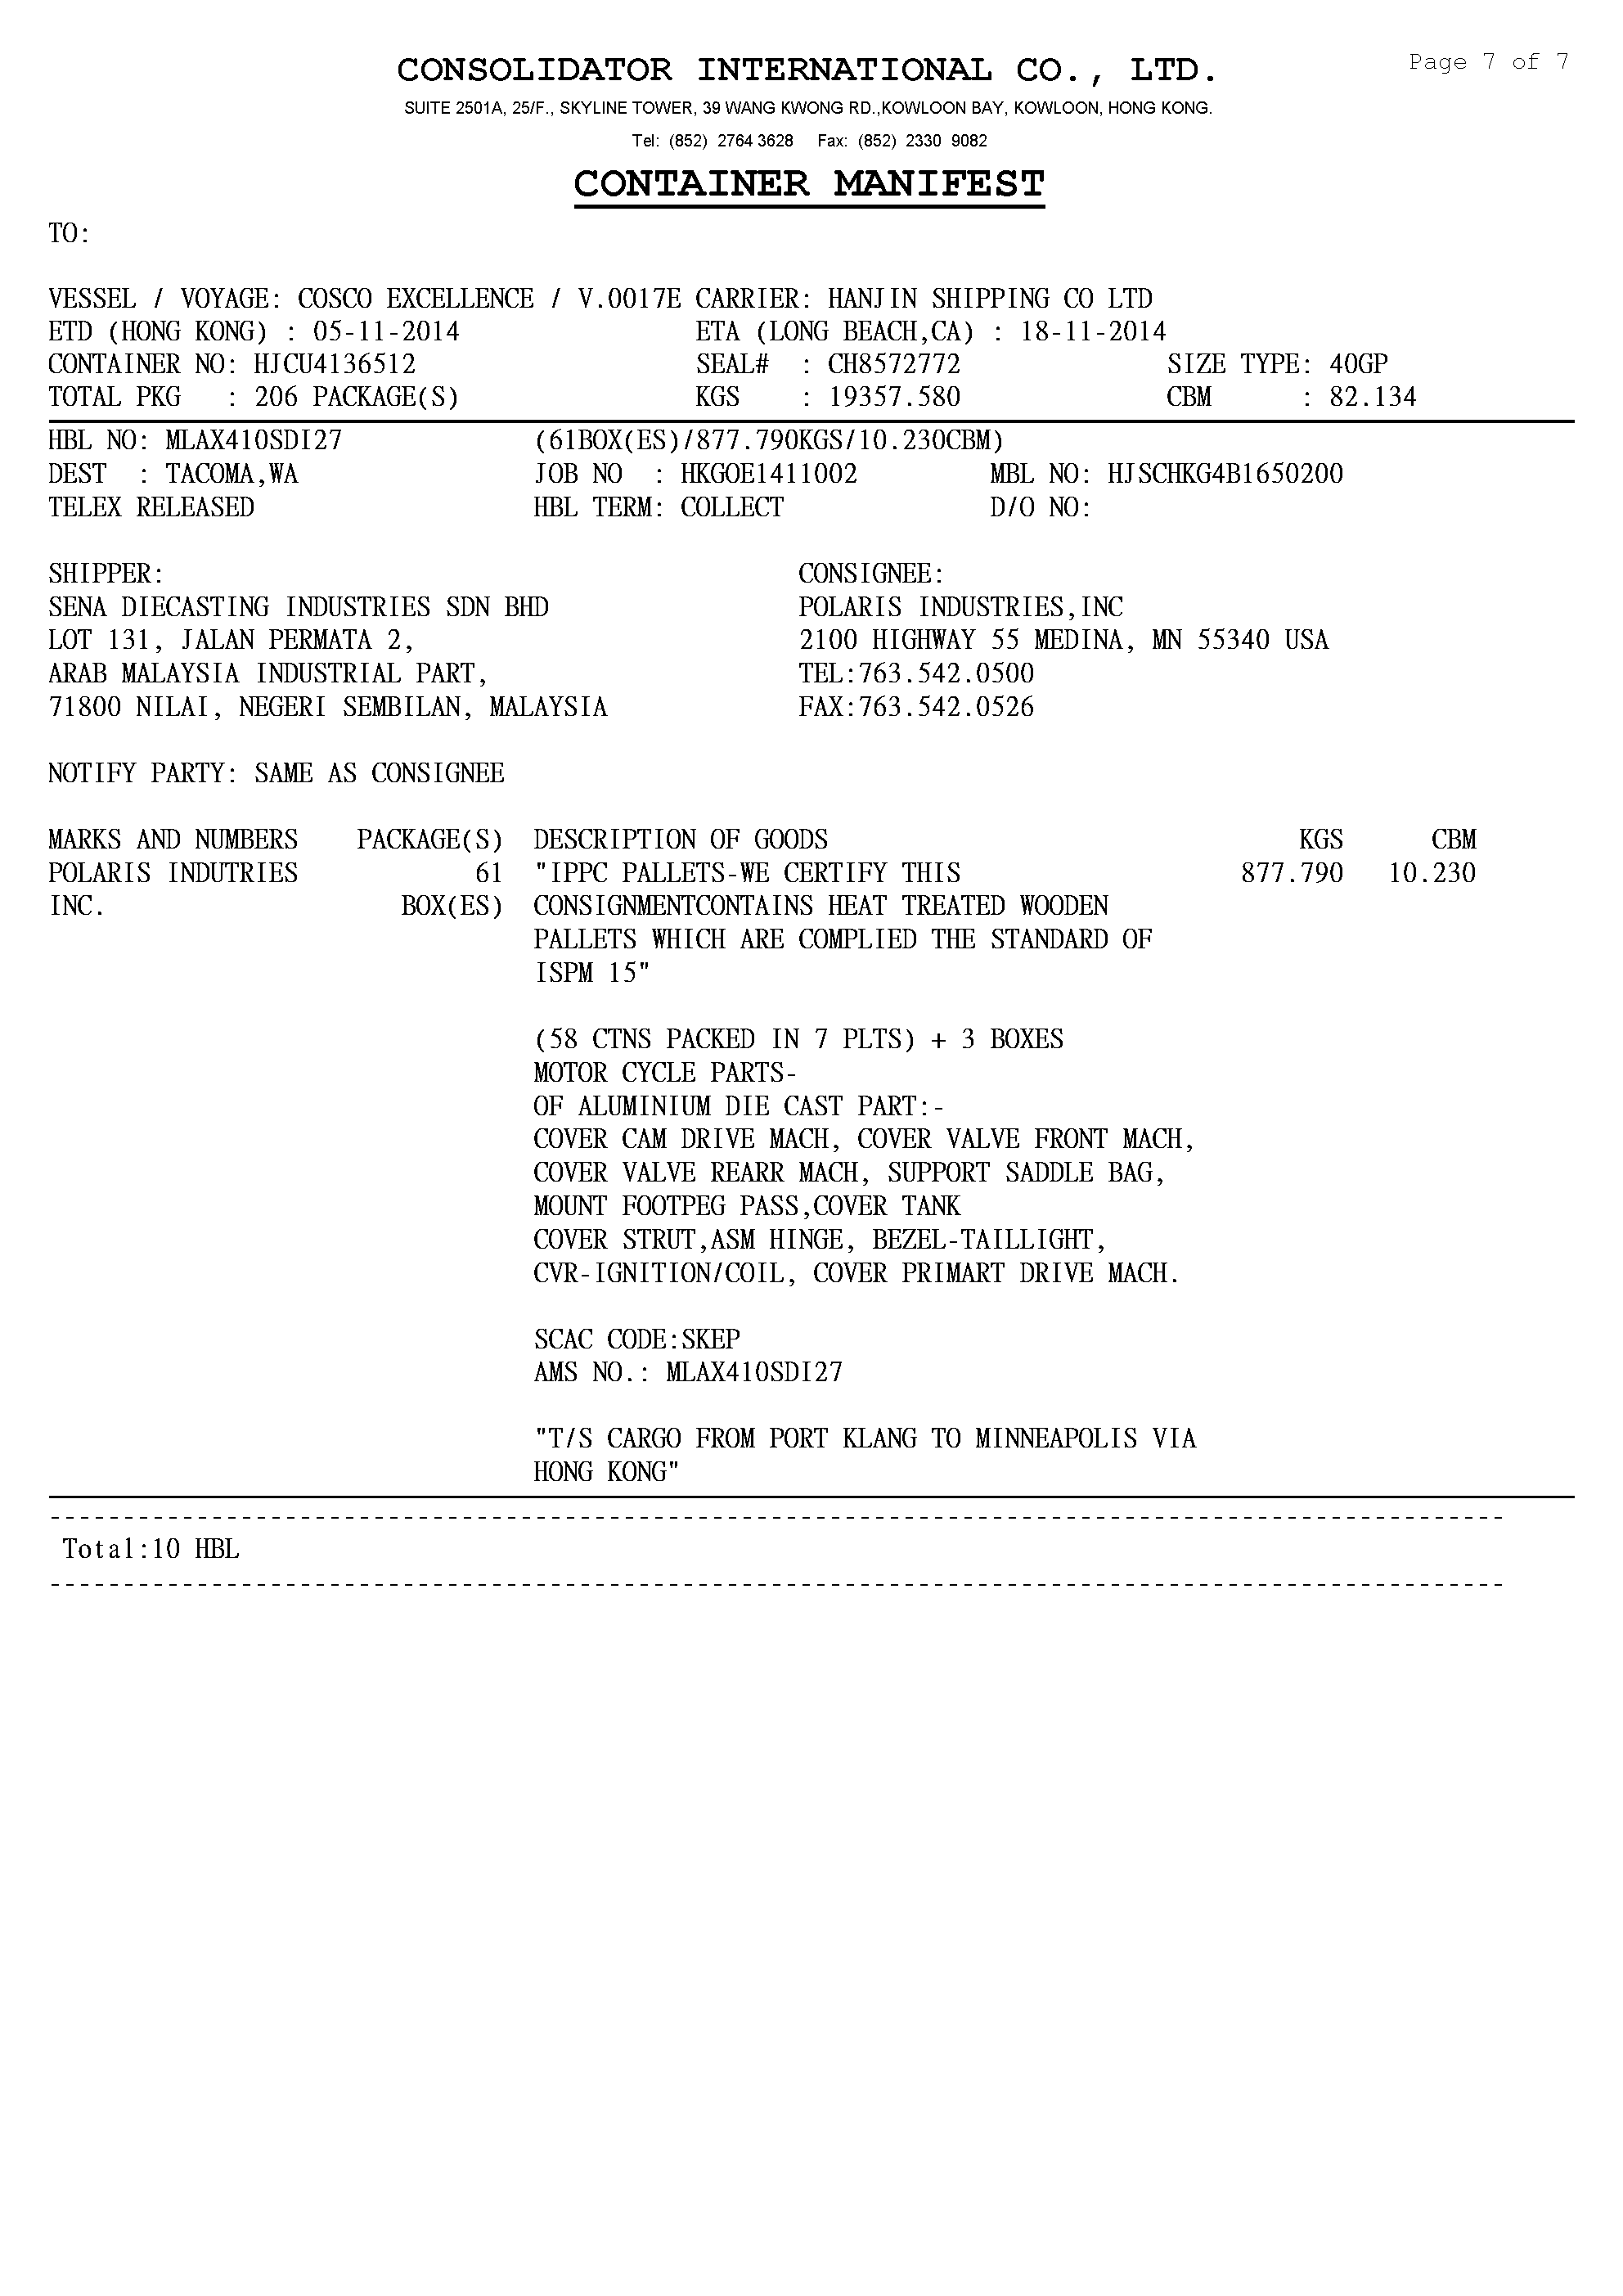 CONSOLIDATOR INTERNATIONAL CO., LTD. Page 7 of 7
SUITE 2501A, 25/F., SKYLINE TOWER, 39 WANG KWONG RD.,KOWLOON BAY, KOWLOON, HONG KONG.
Tel: (852) 2764 3628 Fax: (852) 2330 9082
CONTAINER MANIFEST
TO:
VESSEL / VOYAGE: COSCO EXCELLENCE / V.0017E CARRIER: HANJIN SHIPPING CO LTD
ETD (HONG KONG) : 05-11-2014 ETA (LONG BEACH,CA) : 18-11-2014
CONTAINER NO: HJCU4136512 SEAL# : CH8572772 SIZE TYPE: 40GP
TOTAL PKG : 206 PACKAGE(S) KGS : 19357.580 CBM : 82.134
HBL NO: MLAX410SDI27 (61BOX(ES)/877.790KGS/10.230CBM)
DEST : TACOMA,WA JOB NO : HKGOE1411002 MBL NO: HJSCHKG4B1650200
TELEX RELEASED HBL TERM: COLLECT D/O NO:
SHIPPER: CONSIGNEE:
SENA DIECASTING INDUSTRIES SDN BHD POLARIS INDUSTRIES,INC
LOT 131, JALAN PERMATA 2, 2100 HIGHWAY 55 MEDINA, MN 55340 USA
ARAB MALAYSIA INDUSTRIAL PART, TEL:763.542.0500
71800 NILAI, NEGERI SEMBILAN, MALAYSIA FAX:763.542.0526
NOTIFY PARTY: SAME AS CONSIGNEE
MARKS AND NUMBERS PACKAGE(S) DESCRIPTION OF GOODS KGS CBM
POLARIS INDUTRIES 61 "IPPC PALLETS-WE CERTIFY THIS 877.790 10.230
INC. BOX(ES) CONSIGNMENTCONTAINS HEAT TREATED WOODEN
PALLETS WHICH ARE COMPLIED THE STANDARD OF
ISPM 15"
(58 CTNS PACKED IN 7 PLTS) + 3 BOXES
MOTOR CYCLE PARTS-
OF ALUMINIUM DIE CAST PART:-
COVER CAM DRIVE MACH, COVER VALVE FRONT MACH,
COVER VALVE REARR MACH, SUPPORT SADDLE BAG,
MOUNT FOOTPEG PASS,COVER TANK
COVER STRUT,ASM HINGE, BEZEL-TAILLIGHT,
CVR-IGNITION/COIL, COVER PRIMART DRIVE MACH.
SCAC CODE:SKEP
AMS NO.: MLAX410SDI27
"T/S CARGO FROM PORT KLANG TO MINNEAPOLIS VIA
HONG KONG"
Total:10 HBL